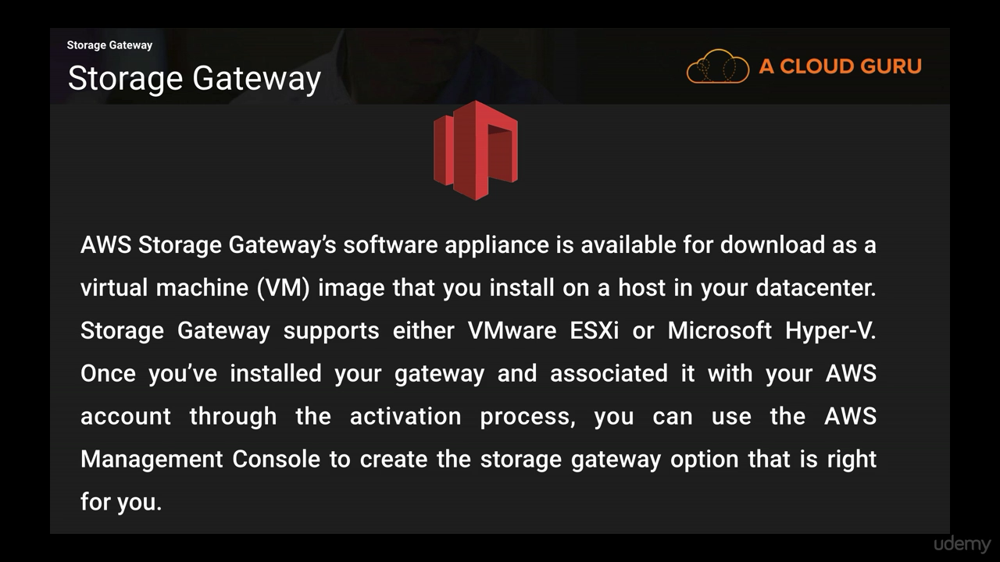 Storage Gateway
Storage Gateway
A CLOUD GURU
AWS Storage Gateway’s software appliance is available for download as a
virtual machine (VM) image that you install on a host in your datacenter.
Storage Gateway supports either VMware ESXi or Microsoft Hyper-V.
Once you’ve installed your gateway and associated it with your AWS
account through the activation process, you can use the AWS
Management Console to create the storage gateway option that is right
for you.
udemy